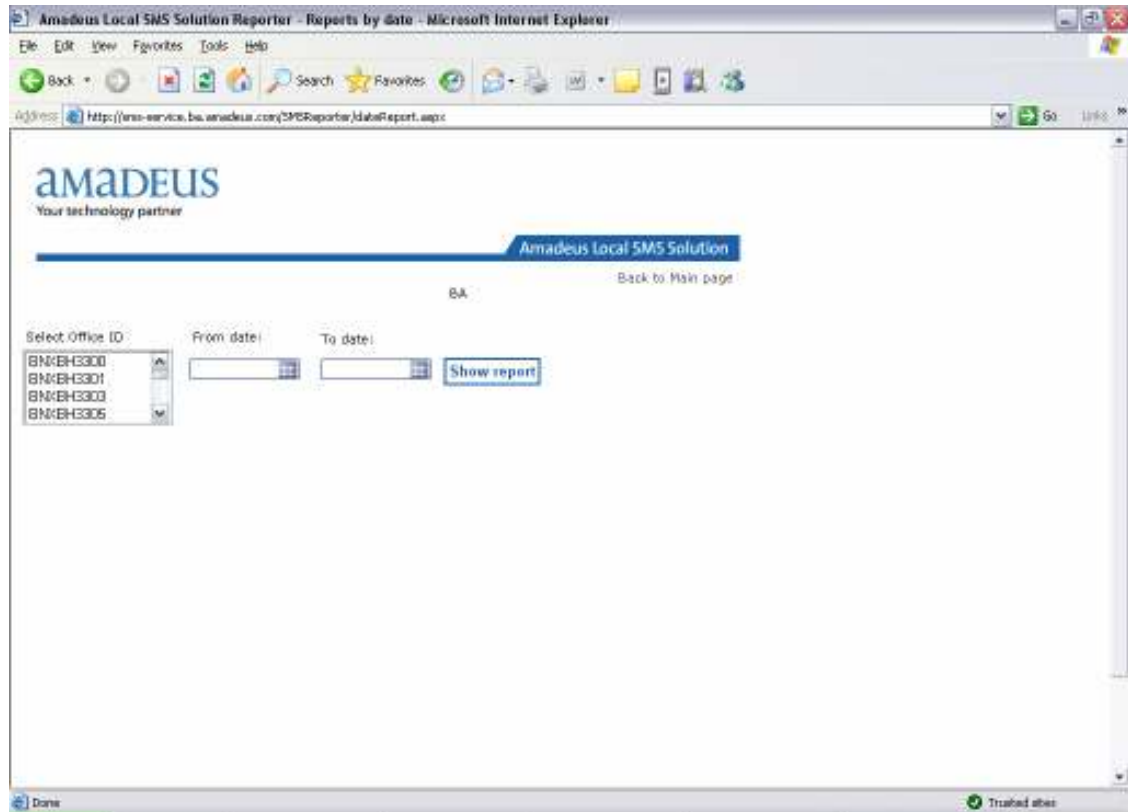 Amadeus Local SMS Solution Reporter - Reports by date - Microsoft Internet Explorer
File Edit View Favorites Tools Help
Back Search Favorites
Address http://sms-service.ba.amadeus.com/SMSReporter/dateReport.aspx Go Links
aMaDEUS
Your technology partner
Amadeus Local SMS Solution
Back to Main page
BA
Select Office ID From date: To date:
BNXBH3300
BNXBH3301
BNXBH3303
BNXBH3305
Show report
Done Trusted sites